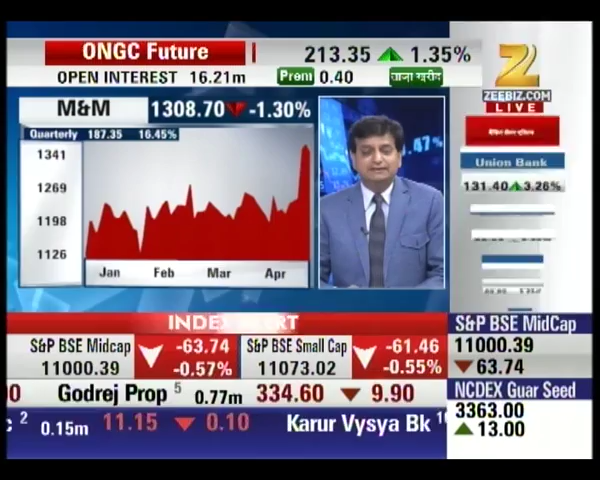 ONGC Future
213.35 1.35%
OPEN INTEREST 16.21m
Prem 0.40 ताजा खरीद
ZEEBIZ.COM
LIVE
M&M 1308.70 -1.30%
Quarterly 187.35 16.45%
1341
1269
1198
1126
Jan Feb Mar Apr
.47%
Union Bank
131.40 3.26%
S&P BSE Midcap
11000.39
-63.74
-0.57%
S&P BSE Small Cap
11073.02
-61.46
-0.55%
S&P BSE MidCap
11000.39
63.74
NCDEX Guar Seed
3363.00
13.00
Godrej Prop 5 0.77m 334.60 9.90
2 0.15m 11.15 0.10 Karur Vysya Bk